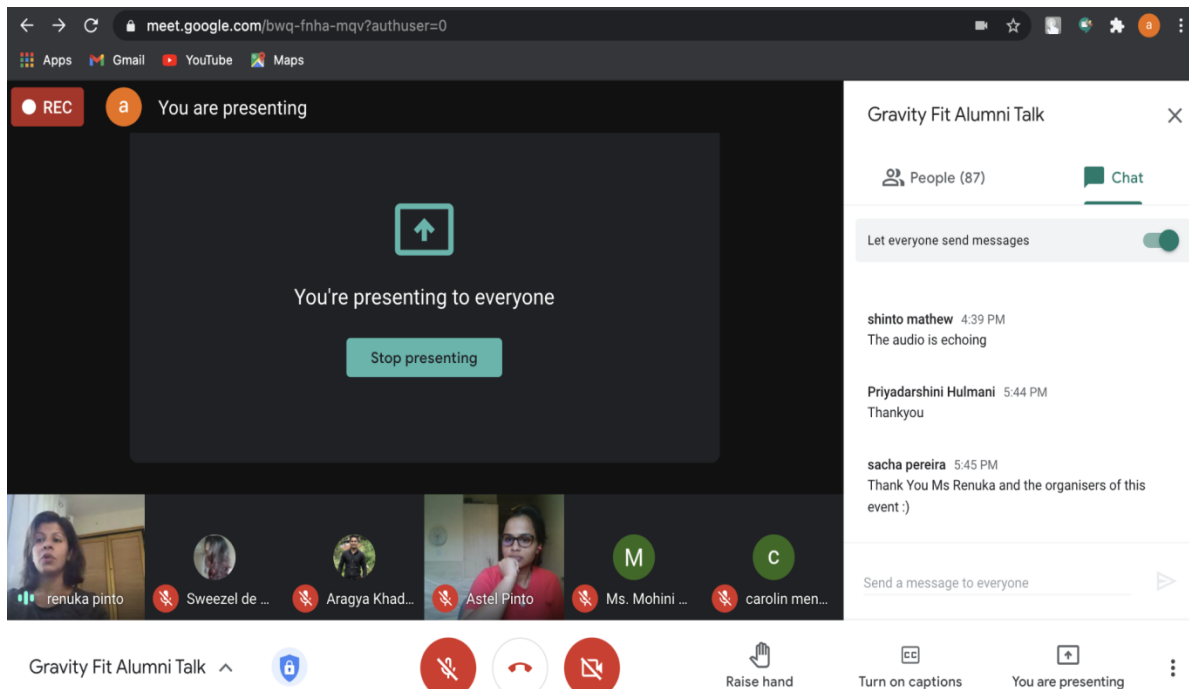 meet.google.com/bwq-fnha-mqv?authuser=0
a
Apps Gmail YouTube Maps
REC a You are presenting
You're presenting to everyone
Stop presenting
renuka pinto Sweezel de ... Aragya Khad... Astel Pinto M Ms. Mohini ... c carolin men...
Gravity Fit Alumni Talk
People (87) Chat
Let everyone send messages
shinto mathew 4:39 PM
The audio is echoing
Priyadarshini Hulmani 5:44 PM
Thankyou
sacha pereira 5:45 PM
Thank You Ms Renuka and the organisers of this
event :)
Send a message to everyone
Gravity Fit Alumni Talk
Raise hand
CC
Turn on captions
You are presenting